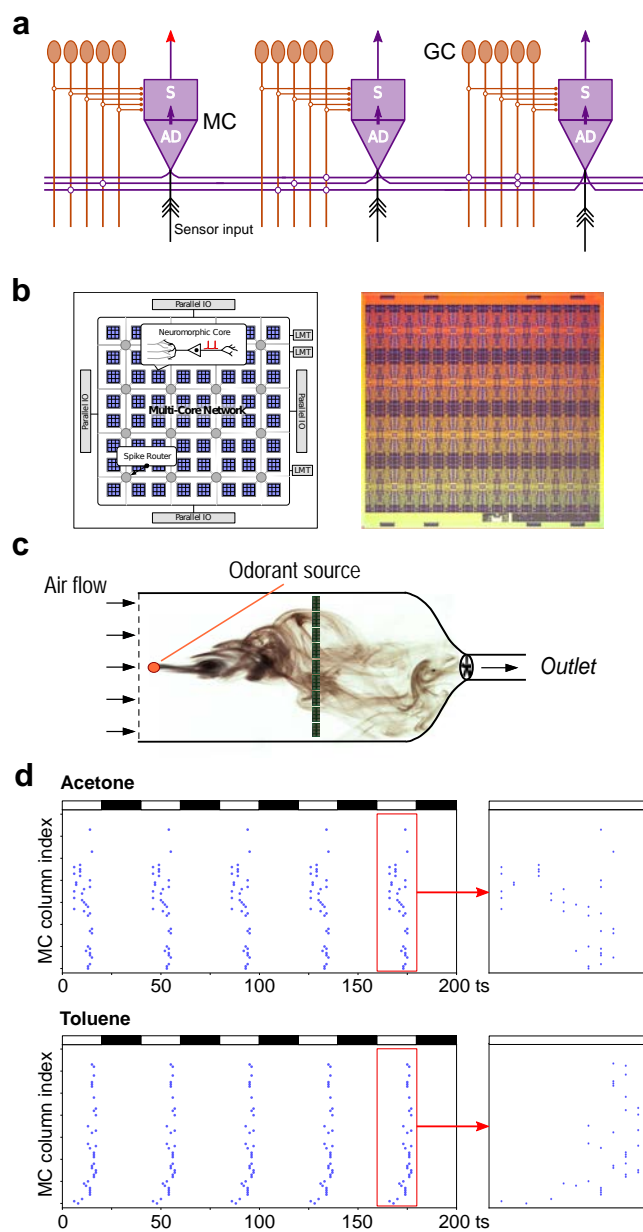 a
GC
S
S
S
MC
AD
AD
AD
Sensor input
b
Parallel IO
Neuromorphic Core
LMT
LMT
Parallel IO
Multi-Core Network
Parallel IO
Spike Router
LMT
Parallel IO
c
Odorant source
Air flow
Outlet
d
Acetone
MC column index
0 50 100 150 200 ts
Toluene
MC column index
0 50 100 150 200 ts